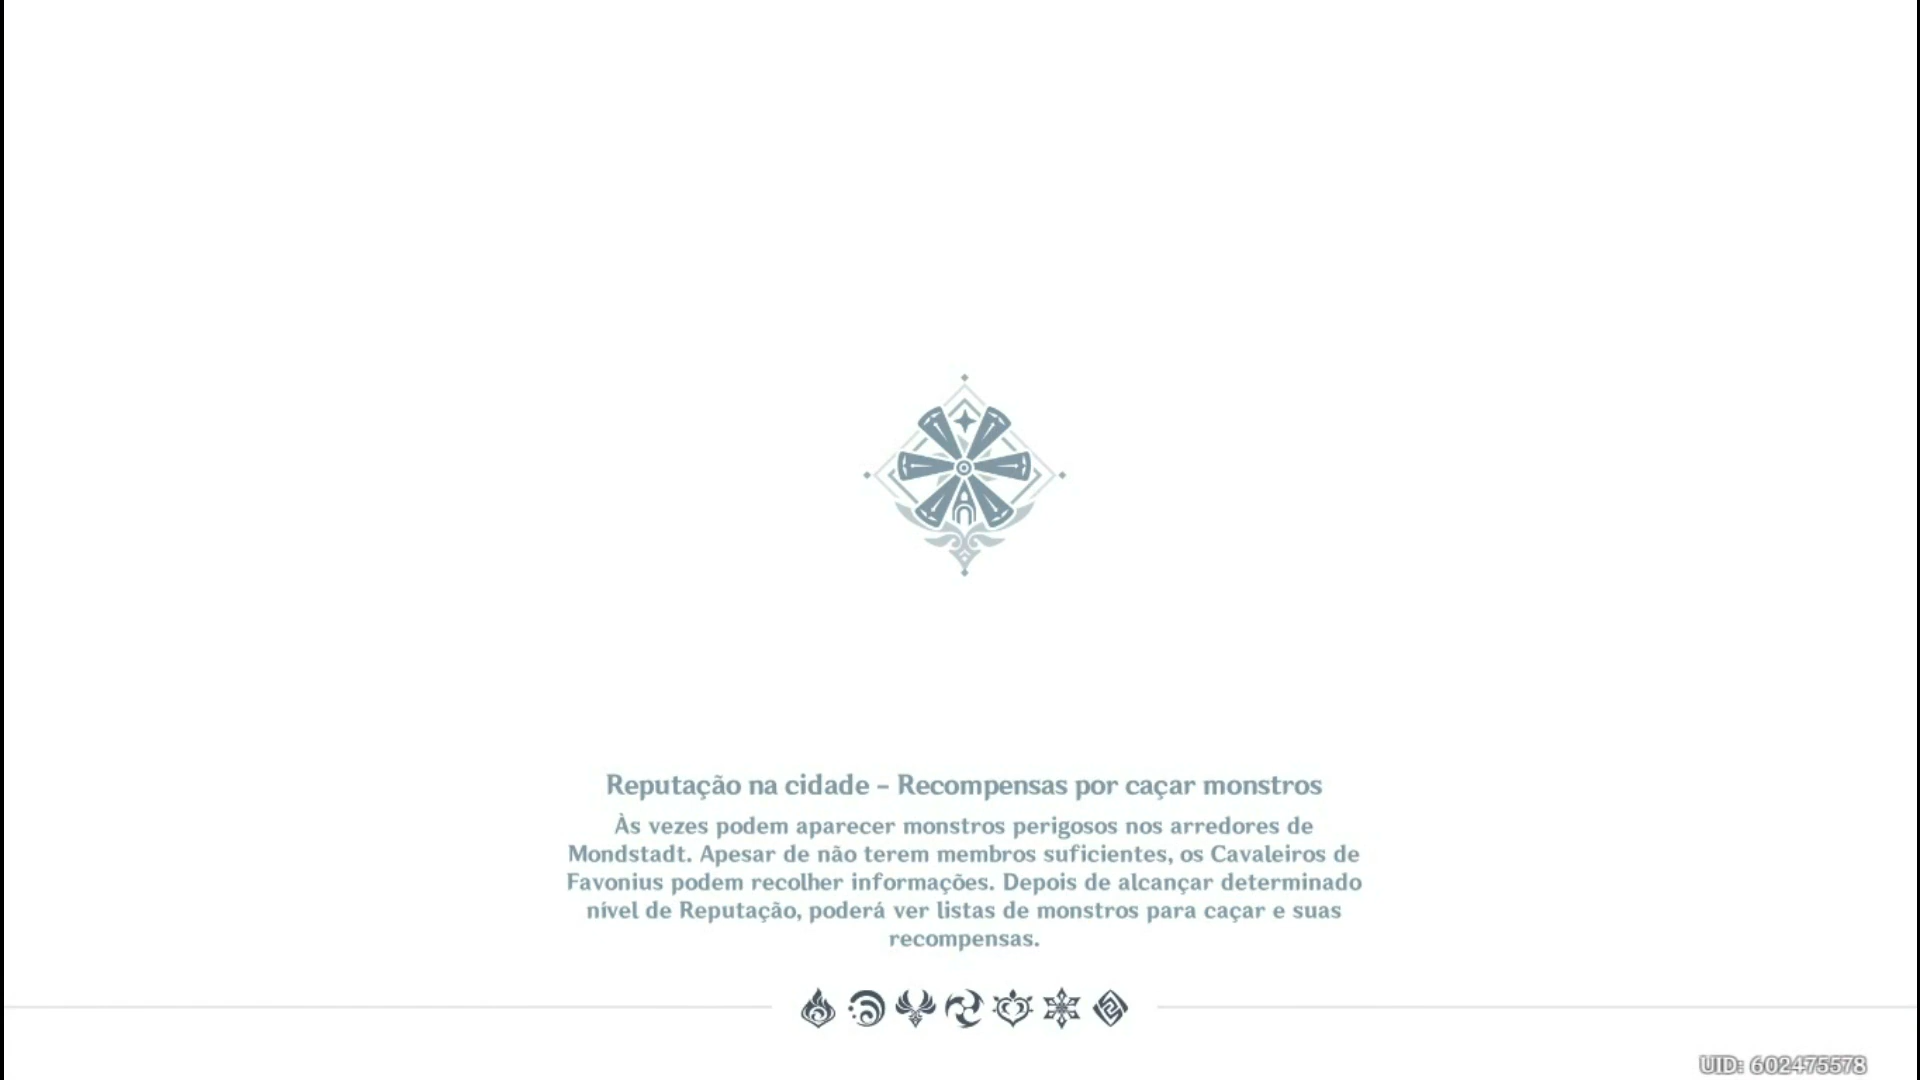 Reputação na cidade – Recompensas por caçar monstros
Às vezes podem aparecer monstros perigosos nos arredores de
Mondstadt. Apesar de não terem membros suficientes, os Cavaleiros de
Favonius podem recolher informações. Depois de alcançar determinado
nível de Reputação, poderá ver listas de monstros para caçar e suas
recompensas.
UID: 602475578